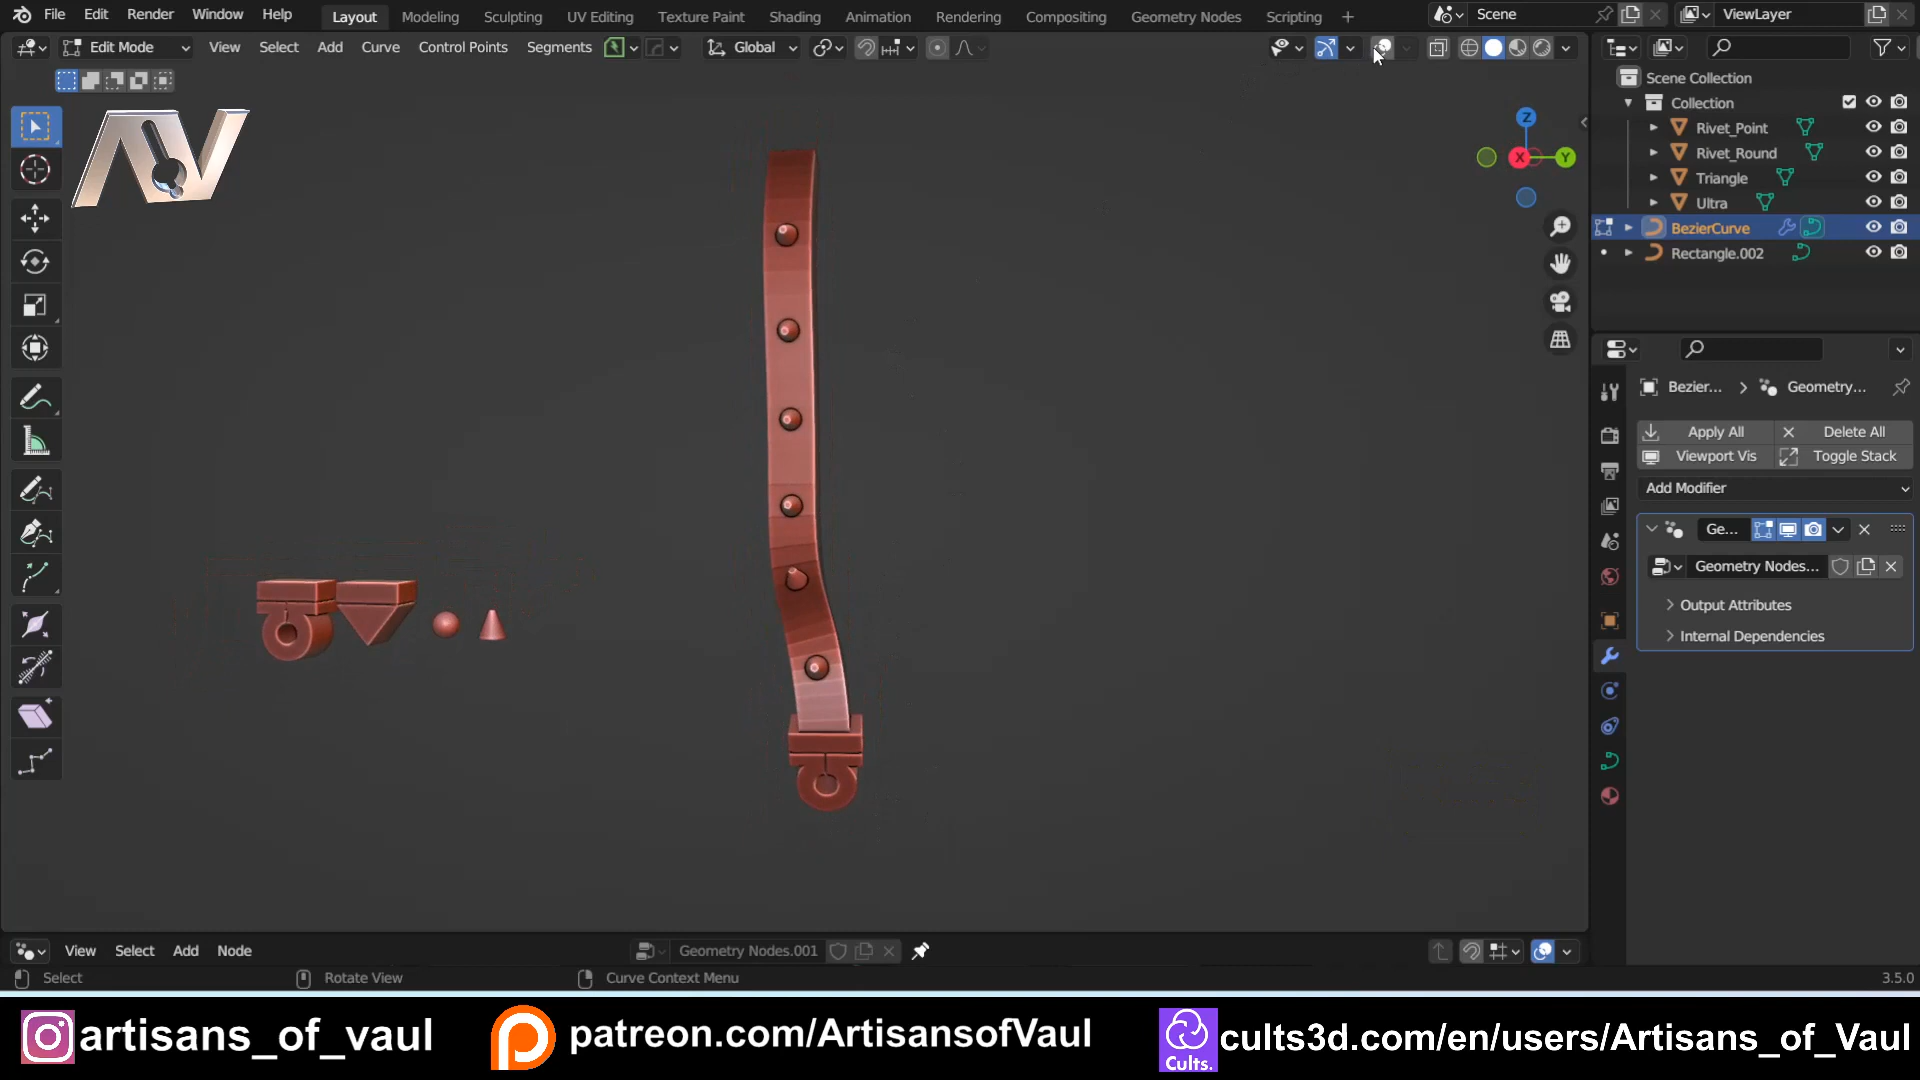 File Edit Render Window Help Layout Modeling Sculpting UV Editing Texture Paint Shading Animation Rendering Compositing Geometry Nodes Scripting + Scene ViewLayer
Edit Mode View Select Add Curve Control Points Segments Global
Scene Collection
Collection
Rivet_Point
Rivet_Round
Triangle
Ultra
BezierCurve
Rectangle.002
Z
X
Y
AV
Bezier... > Geometry...
Apply All Delete All
Viewport Vis Toggle Stack
Add Modifier
Ge...
Geometry Nodes...
Output Attributes
Internal Dependencies
View Select Add Node Geometry Nodes.001
Select Rotate View Curve Context Menu 3.5.0
artisans_of_vaul patreon.com/ArtisansofVaul Cults. cults3d.com/en/users/Artisans_of_Vaul